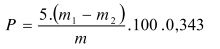 P = 5.(m₁ − m₂) / m .100 .0,343